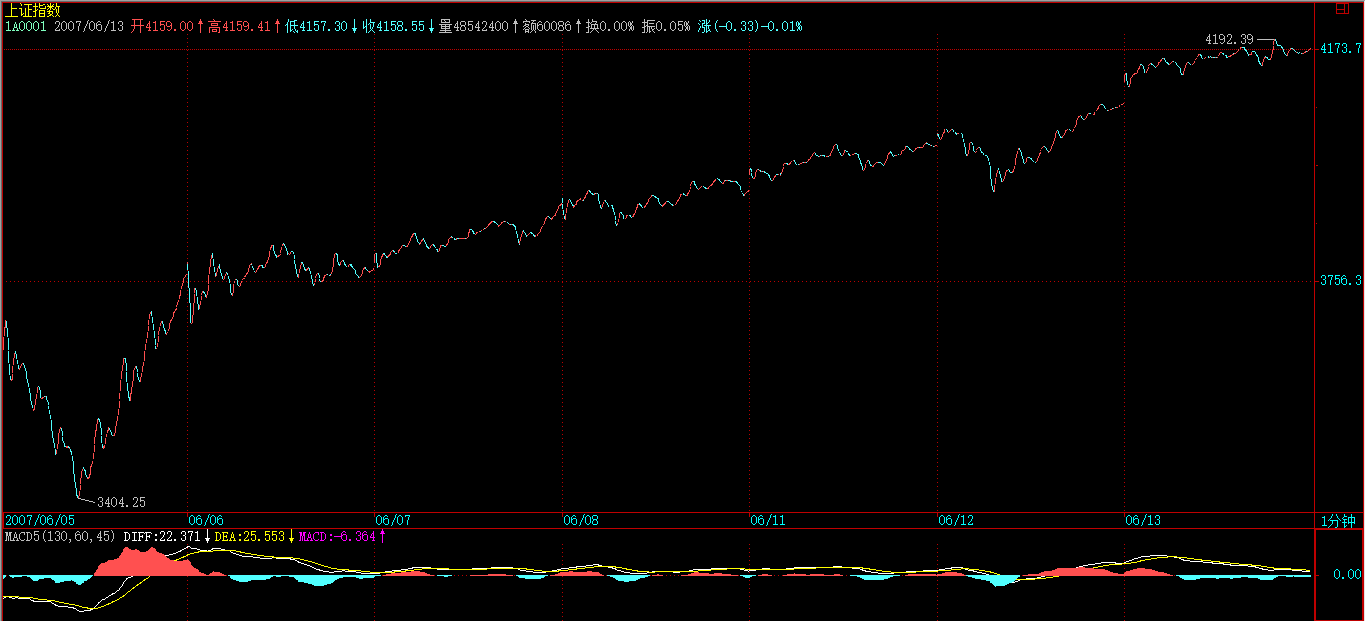 上证指数
1A0001 2007/06/13 开4159.00↑高4159.41↑低4157.30↓收4158.55↓量48542400↑额60086↑换0.00% 振0.05% 涨(-0.33)-0.01%
4192.39
4173.7
3756.3
3404.25
2007/06/05 06/06 06/07 06/08 06/11 06/12 06/13 1分钟
MACD5(130,60,45) DIFF:22.371↓DEA:25.553↓MACD:-6.364↑
0.00